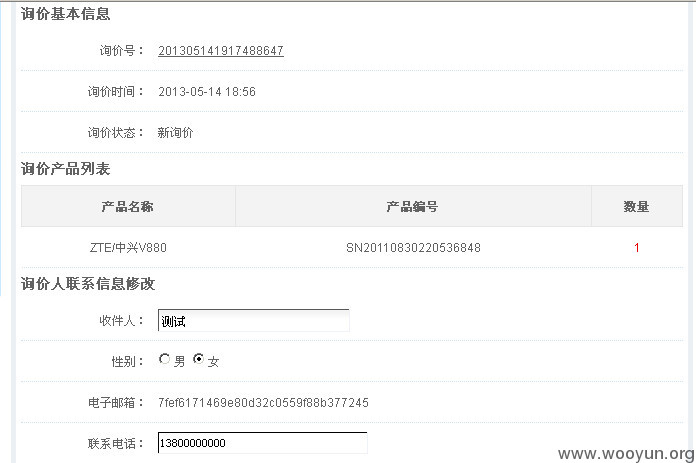 询价基本信息
询价号： 201305141917488647
询价时间： 2013-05-14 18:56
询价状态： 新询价
询价产品列表
产品名称 产品编号 数量
ZTE/中兴V880 SN20110830220536848 1
询价人联系信息修改
收件人： 测试
性别： 男 女
电子邮箱： 7fef6171469e80d32c0559f88b377245
联系电话： 13800000000
www.wooyun.org